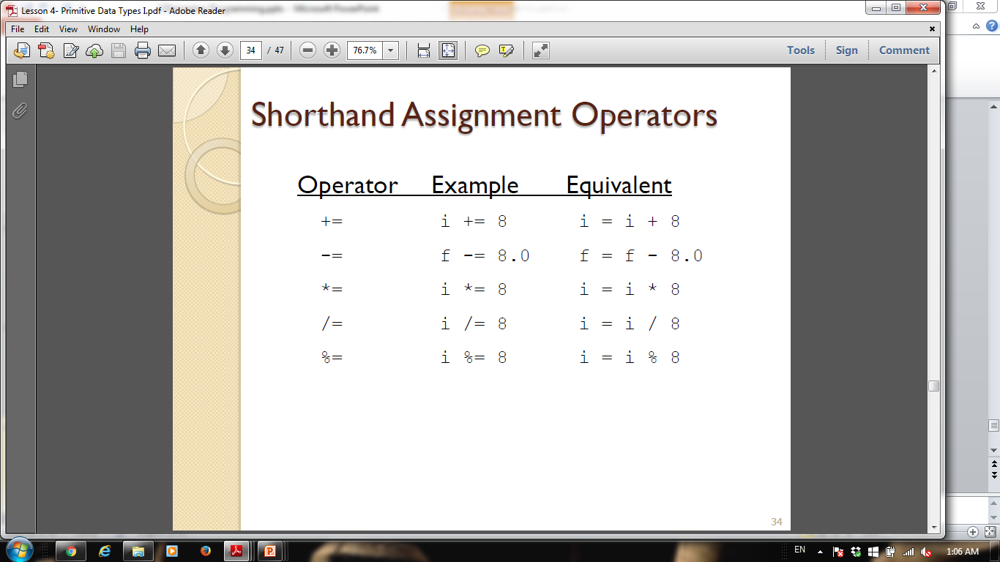 Lesson 4- Primitive Data Types I.pdf - Adobe Reader
File Edit View Window Help
34 / 47 76.7% Tools Sign Comment
Shorthand Assignment Operators
Operator Example Equivalent
+= i += 8 i = i + 8
-= f -= 8.0 f = f - 8.0
*= i *= 8 i = i * 8
/= i /= 8 i = i / 8
%= i %= 8 i = i % 8
34
EN 1:06 AM